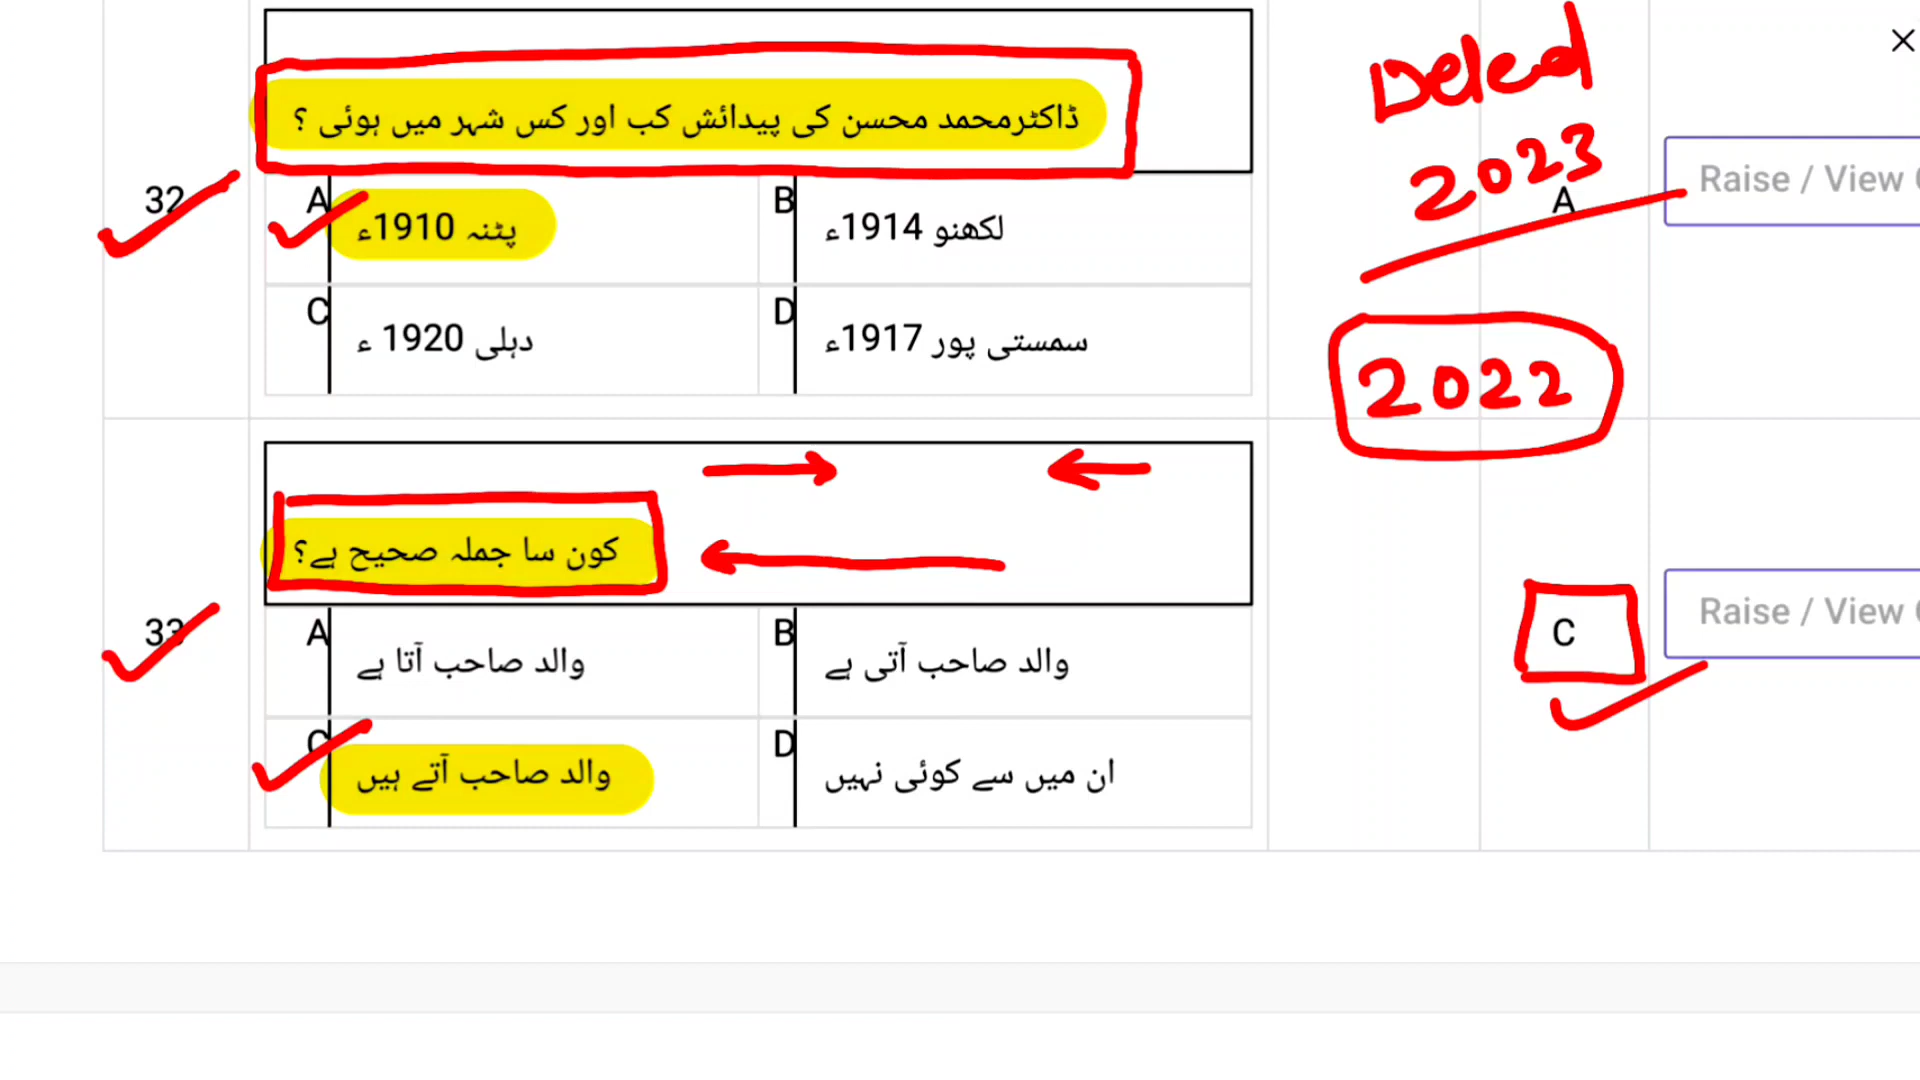 ڈاکٹرمحمد محسن کی پیدائش کب اور کس شہر میں ہوئی ؟
32
A پٹنہ 1910ء
B لکھنو 1914ء
C دہلی 1920 ء
D سمستی پور 1917ء
2023
A
Raise / View
2022
کون سا جملہ صحیح ہے؟
33
A والد صاحب آتا ہے
B والد صاحب آتی ہے
C والد صاحب آتے ہیں
D ان میں سے کوئی نہیں
C
Raise / View